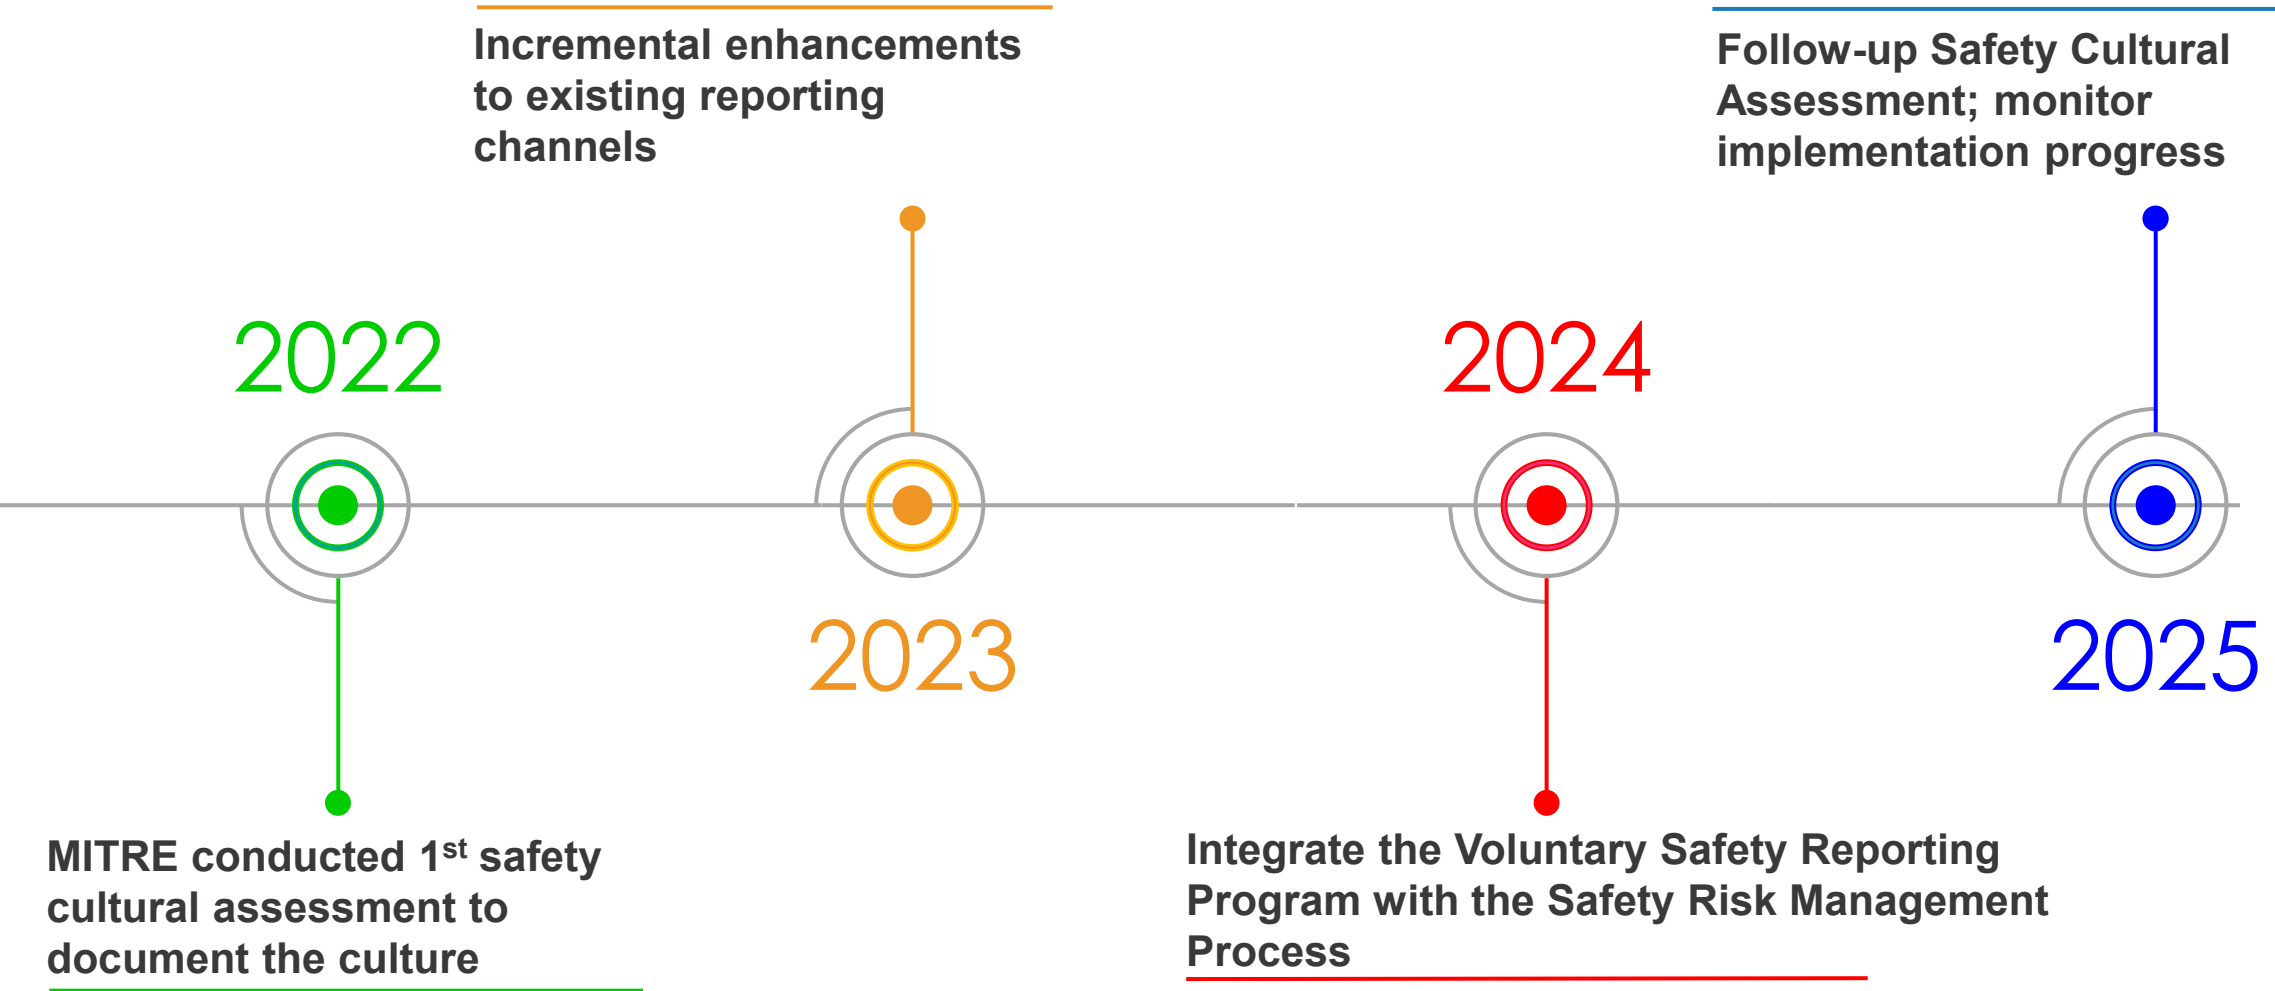 Incremental enhancements
to existing reporting
channels
Follow-up Safety Cultural
Assessment; monitor
implementation progress
2022
2024
2023
2025
MITRE conducted 1st safety
cultural assessment to
document the culture
Integrate the Voluntary Safety Reporting
Program with the Safety Risk Management
Process